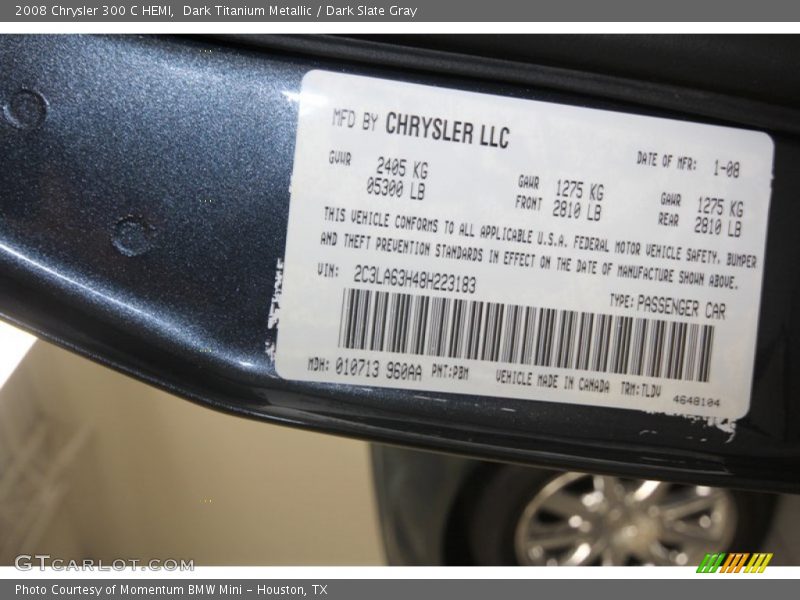 2008 Chrysler 300 C HEMI, Dark Titanium Metallic / Dark Slate Gray
MFD BY CHRYSLER LLC
DATE OF MFR: 1-08
GVWR 2405 KG
05300 LB
GAWR FRONT 1275 KG
2810 LB
GAWR REAR 1275 KG
2810 LB
THIS VEHICLE CONFORMS TO ALL APPLICABLE U.S.A. FEDERAL MOTOR VEHICLE SAFETY, BUMPER
AND THEFT PREVENTION STANDARDS IN EFFECT ON THE DATE OF MANUFACTURE SHOWN ABOVE.
VIN: 2C3LA63H48H223183
TYPE: PASSENGER CAR
MDH: 010713 960AA PNT:PBM VEHICLE MADE IN CANADA TRM:TLDV
4648104
GTCARLOT.COM
Photo Courtesy of Momentum BMW Mini - Houston, TX